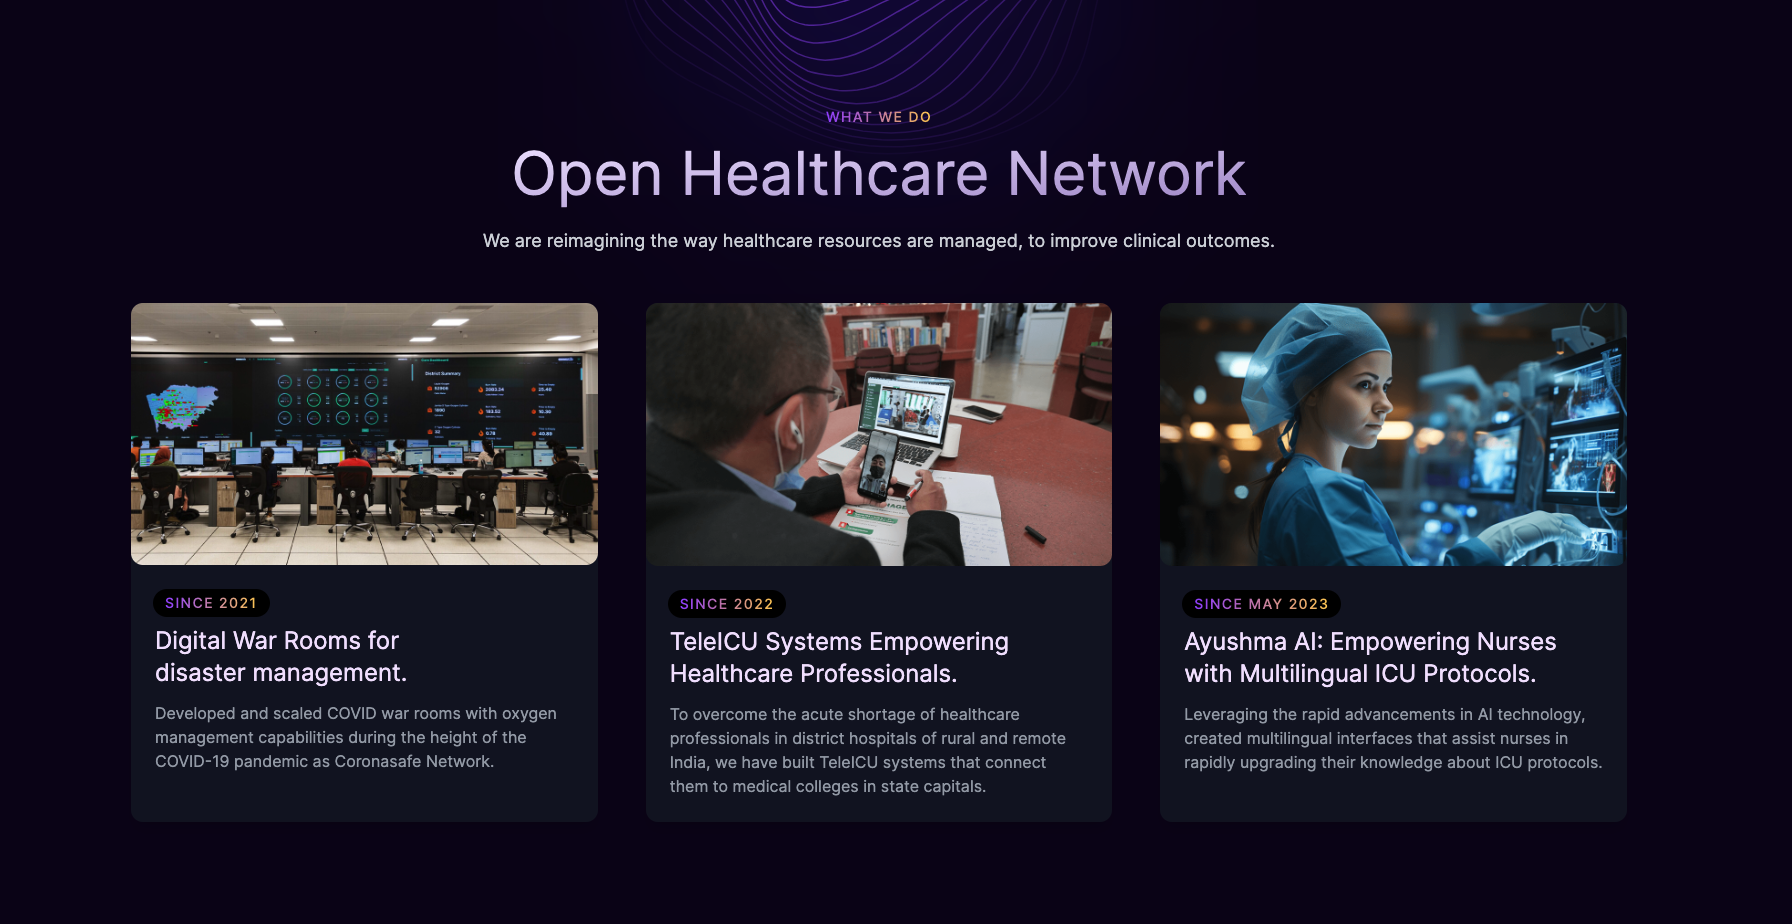 WHAT WE DO
Open Healthcare Network
We are reimagining the way healthcare resources are managed, to improve clinical outcomes.
District Summary
SINCE 2021
Digital War Rooms for
disaster management.
Developed and scaled COVID war rooms with oxygen
management capabilities during the height of the
COVID-19 pandemic as Coronasafe Network.
SINCE 2022
TeleICU Systems Empowering
Healthcare Professionals.
To overcome the acute shortage of healthcare
professionals in district hospitals of rural and remote
India, we have built TeleICU systems that connect
them to medical colleges in state capitals.
SINCE MAY 2023
Ayushma AI: Empowering Nurses
with Multilingual ICU Protocols.
Leveraging the rapid advancements in AI technology,
created multilingual interfaces that assist nurses in
rapidly upgrading their knowledge about ICU protocols.